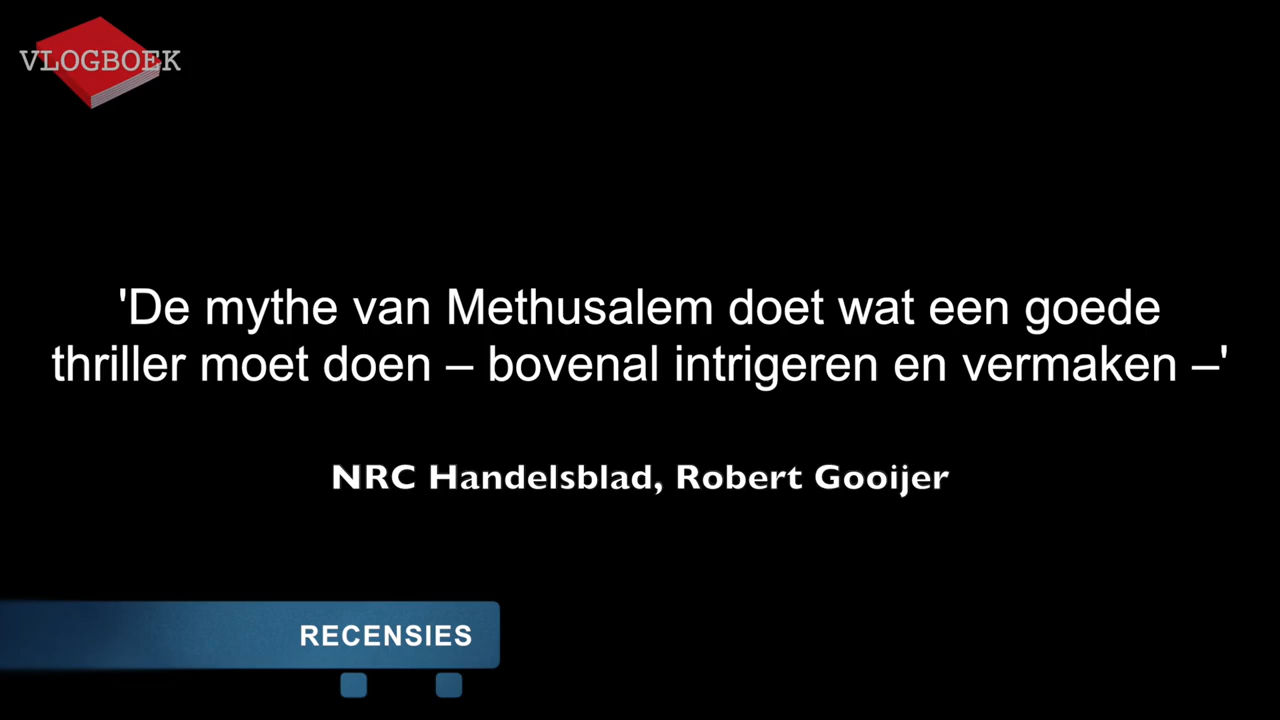 VLOGBOEK
'De mythe van Methusalem doet wat een goede
thriller moet doen – bovenal intrigeren en vermaken –'
NRC Handelsblad, Robert Gooijer
RECENSIES